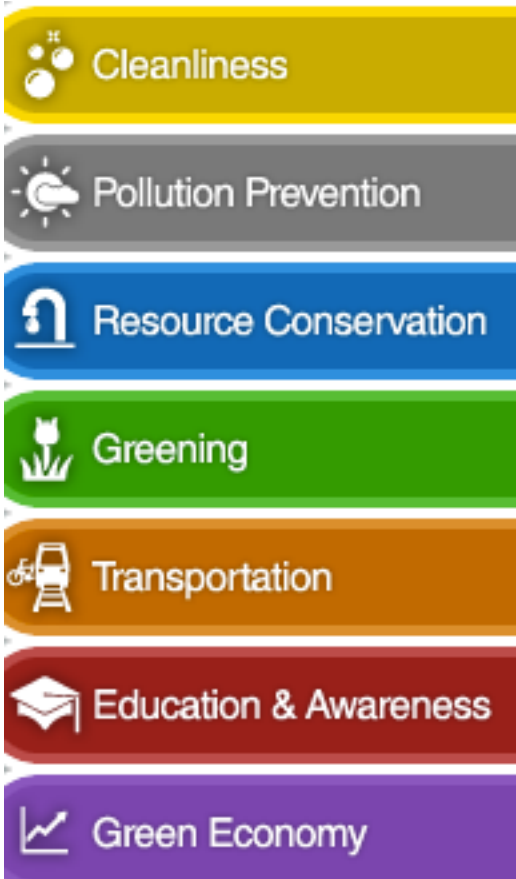 Cleanliness
Pollution Prevention
Resource Conservation
Greening
Transportation
Education & Awareness
Green Economy